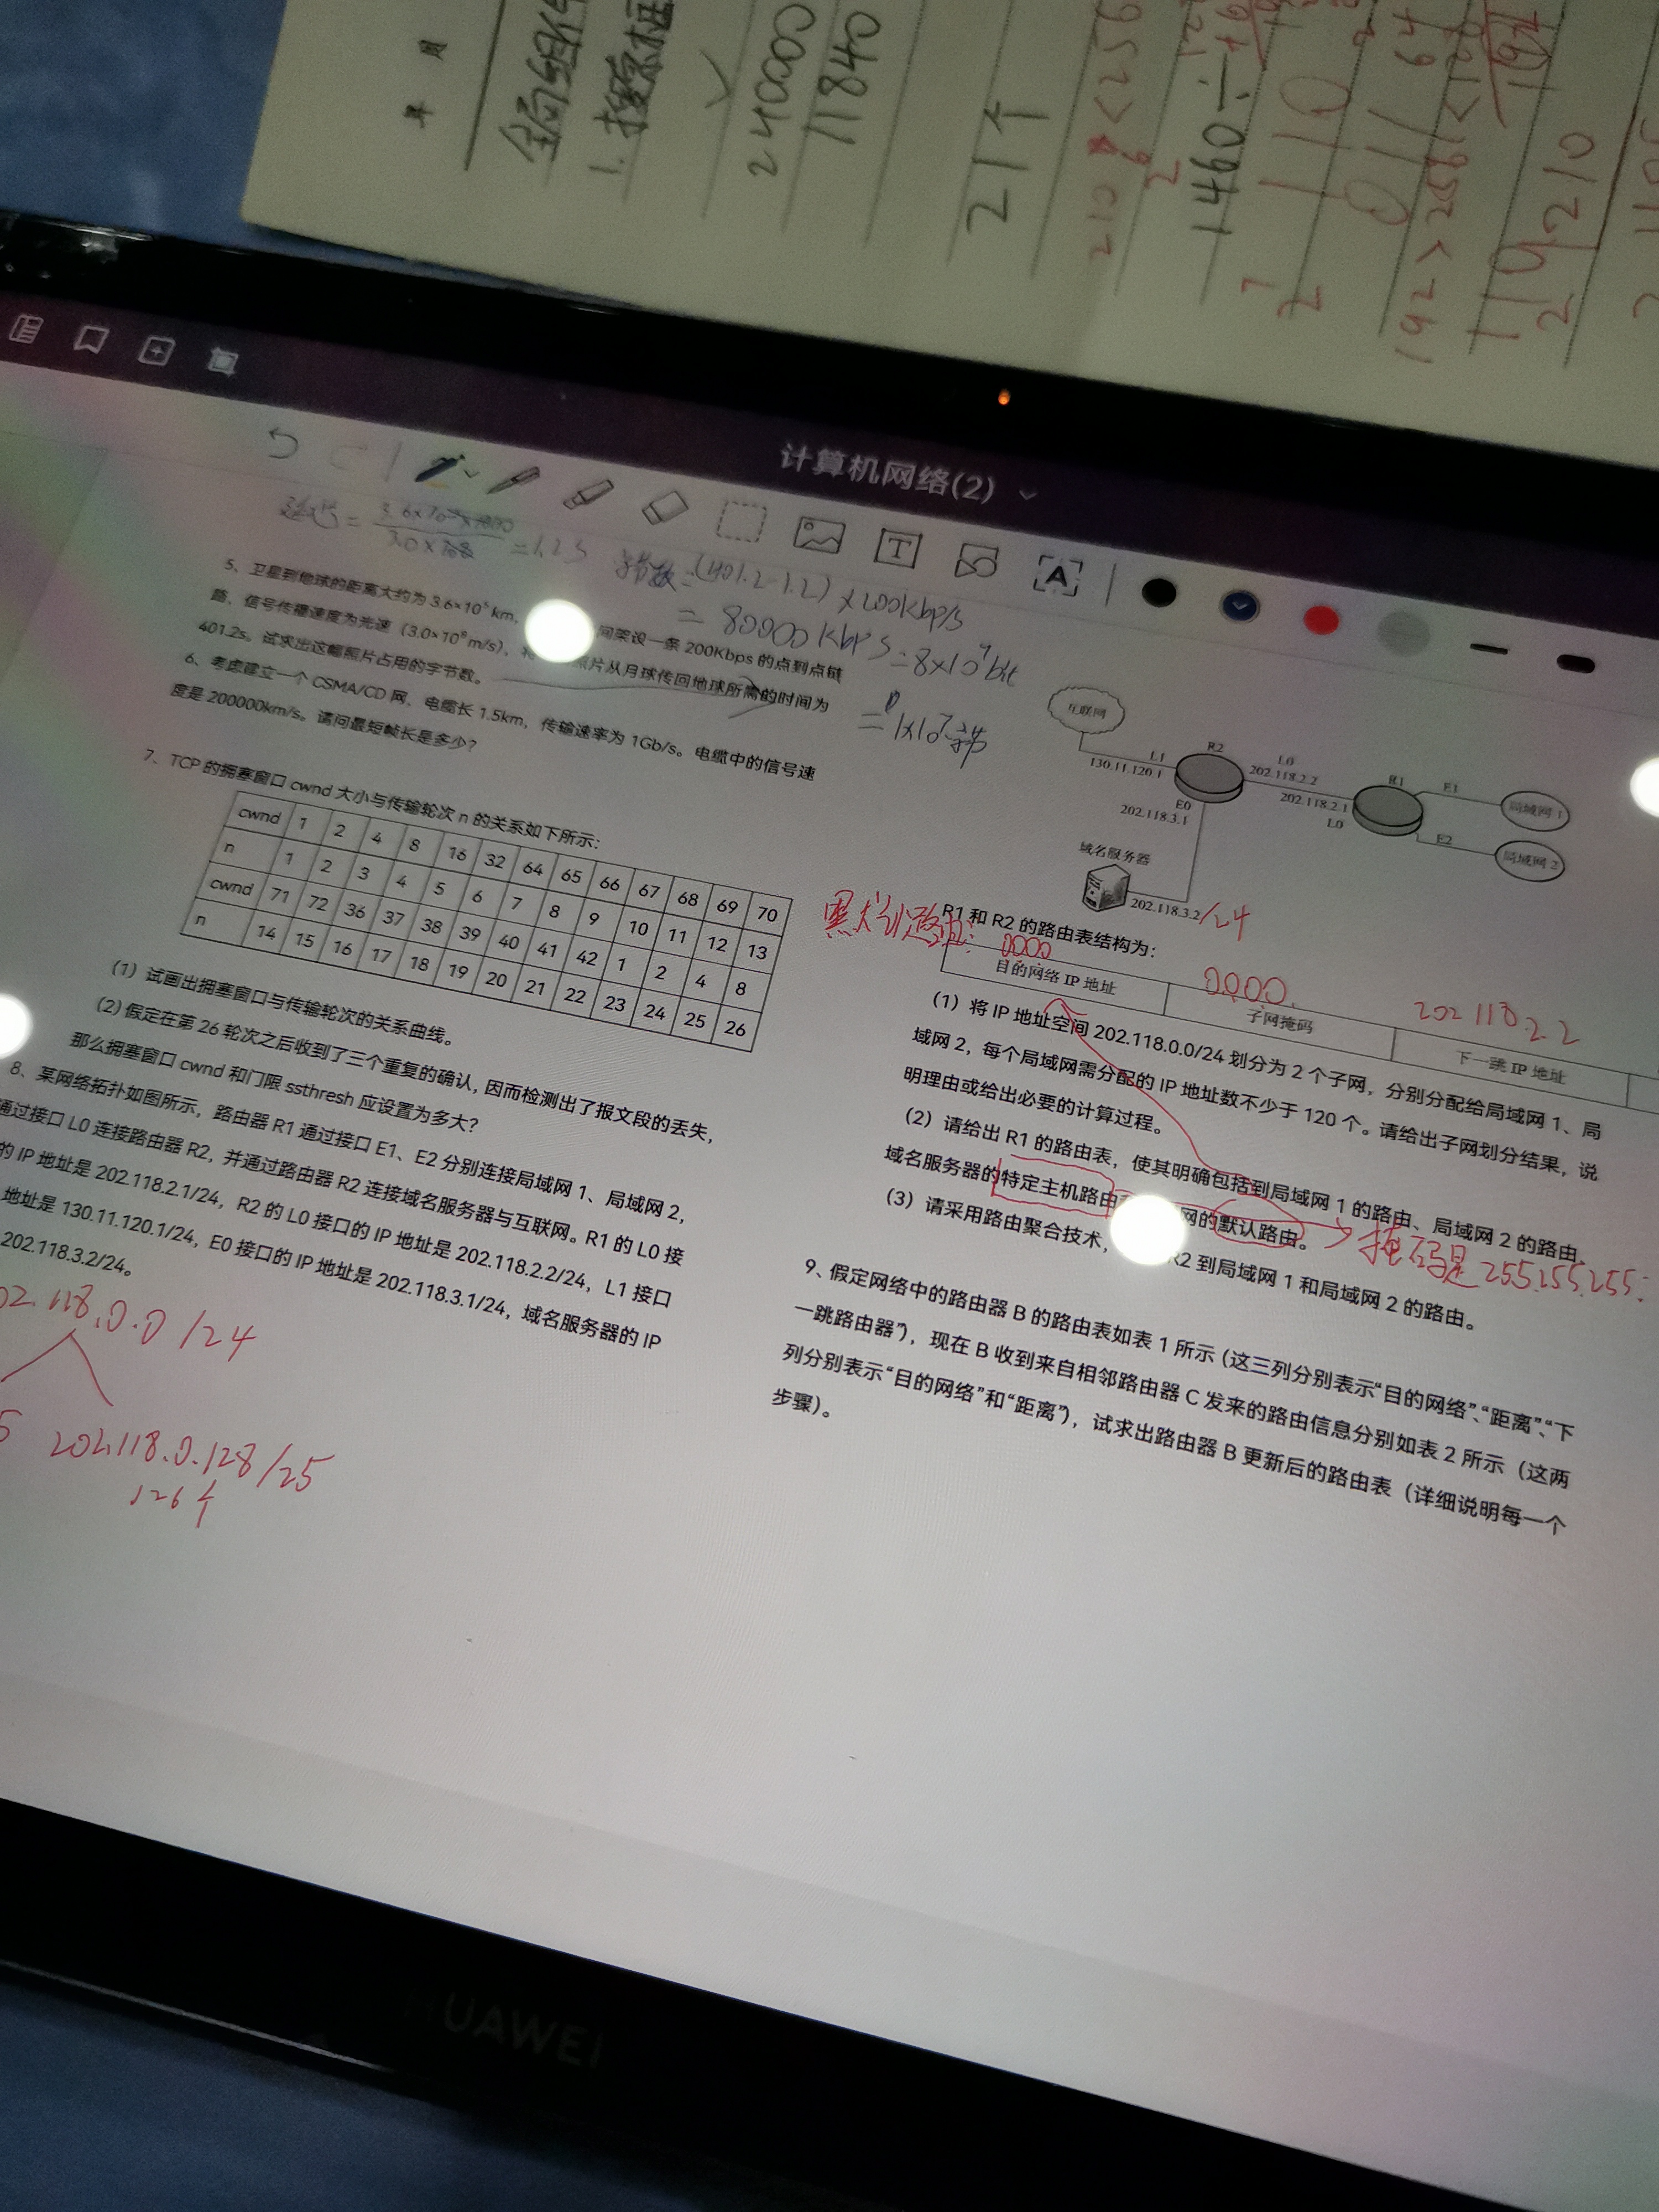 全局
1. 探索
240000
11840
21个
1460÷
计算机网络(2)
= 1.2s
字节数=(401.2-1.2)×200Kbp/s
= 80000Kbps=8×10⁷bit
=1×10⁷字节
5、卫星到地球的距离大约为 3.6×10⁵km,
间架设一条 200Kbps 的点到点链
路、信号传播速度为光速(3.0×10⁸m/s),
照片从月球传回地球所需的时间为
401.2s。试求出这幅照片占用的字节数。
6、考虑建立一个 CSMA/CD 网,电缆长 1.5km,传输速率为 1Gb/s。电缆中的信号速
度是 200000km/s。请问最短帧长是多少?
7、TCP 的拥塞窗口 cwnd 大小与传输轮次 n 的关系如下所示:
cwnd 1 2 4 8 16 32 64 65 66 67 68 69 70
n 1 2 3 4 5 6 7 8 9 10 11 12 13
cwnd 71 72 36 37 38 39 40 41 42 1 2 4 8
n 14 15 16 17 18 19 20 21 22 23 24 25 26
(1)试画出拥塞窗口与传输轮次的关系曲线。
(2)假定在第 26 轮次之后收到了三个重复的确认,因而检测出了报文段的丢失,
那么拥塞窗口 cwnd 和门限 ssthresh 应设置为多大?
8、某网络拓扑如图所示,路由器 R1 通过接口 E1、E2 分别连接局域网 1、局域网 2,
通过接口 L0 连接路由器 R2,并通过路由器 R2 连接域名服务器与互联网。R1 的 L0 接
的 IP 地址是 202.118.2.1/24,R2 的 L0 接口的 IP 地址是 202.118.2.2/24,L1 接口
地址是 130.11.120.1/24,E0 接口的 IP 地址是 202.118.3.1/24,域名服务器的 IP
202.118.3.2/24。
02.118.0.0/24
202.118.0.128/25
126个
互联网
L1
130.11.120.1
R2
L0
202.118.2.2
E0
202.118.3.1
202.118.2.1
L0
R1
E1
局域网 1
E2
局域网 2
域名服务器
202.118.3.2/24
默认路由:
R1 和 R2 的路由表结构为:
0.0.0.0
0.0.0.0.
202.118.2.2
目的网络 IP 地址 子网掩码 下一跳 IP 地址
(1)将 IP 地址空间 202.118.0.0/24 划分为 2 个子网,分别分配给局域网 1、局
域网 2,每个局域网需分配的 IP 地址数不少于 120 个。请给出子网划分结果,说
明理由或给出必要的计算过程。
(2)请给出 R1 的路由表,使其明确包括到局域网 1 的路由、局域网 2 的路由、
域名服务器的特定主机路由
网的默认路由。
掩码是255.255.255.
(3)请采用路由聚合技术,
R2 到局域网 1 和局域网 2 的路由。
9、假定网络中的路由器 B 的路由表如表 1 所示(这三列分别表示“目的网络”、“距离”、“下
一跳路由器”),现在 B 收到来自相邻路由器 C 发来的路由信息分别如表 2 所示(这两
列分别表示“目的网络”和“距离”),试求出路由器 B 更新后的路由表(详细说明每一个
步骤)。
HUAWEI